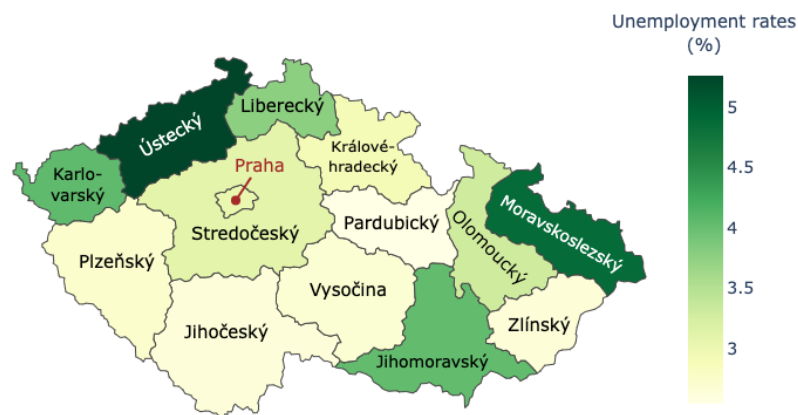 Unemployment rates
(%)
Liberecký
Ústecký
Králové-
hradecký
Praha
Karlo-
varský
Moravskoslezský
Pardubický
Olomoucký
Stredočeský
Plzeňský
Vysočina
Jihočeský
Zlínský
Jihomoravský
5
4.5
4
3.5
3